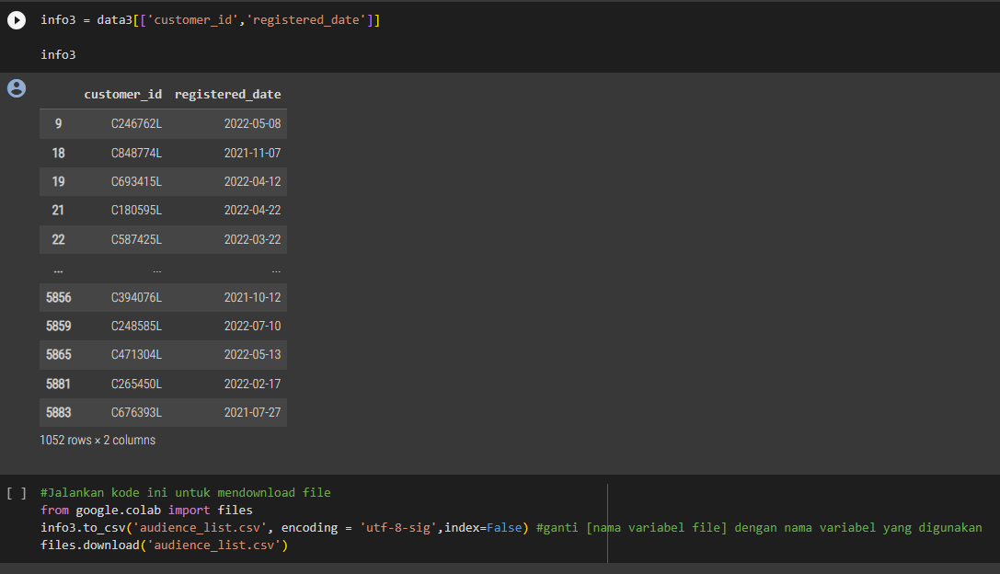 info3 = data3[['customer_id','registered_date']]
info3
customer_id registered_date
9 C246762L 2022-05-08
18 C848774L 2021-11-07
19 C693415L 2022-04-12
21 C180595L 2022-04-22
22 C587425L 2022-03-22
... ... ...
5856 C394076L 2021-10-12
5859 C248585L 2022-07-10
5865 C471304L 2022-05-13
5881 C265450L 2022-02-17
5883 C676393L 2021-07-27
1052 rows × 2 columns
[ ] #Jalankan kode ini untuk mendownload file
from google.colab import files
info3.to_csv('audience_list.csv', encoding = 'utf-8-sig',index=False) #ganti [nama variabel file] dengan nama variabel yang digunakan
files.download('audience_list.csv')